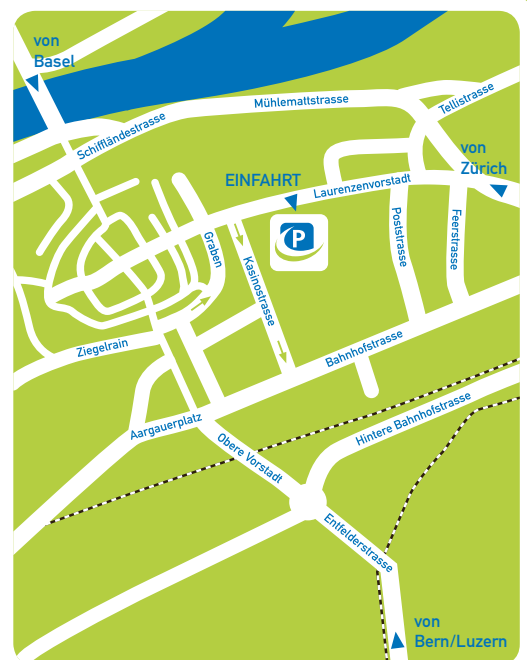 von
Basel
Mühlemattstrasse
Tellistrasse
Schiffländestrasse
von
Zürich
EINFAHRT
Laurenzenvorstadt
P
Graben
Kasinostrasse
Poststrasse
Feerstrasse
Ziegelrain
Bahnhofstrasse
Aargauerplatz
Hintere Bahnhofstrasse
Obere Vorstadt
Entfelderstrasse
von
Bern/Luzern